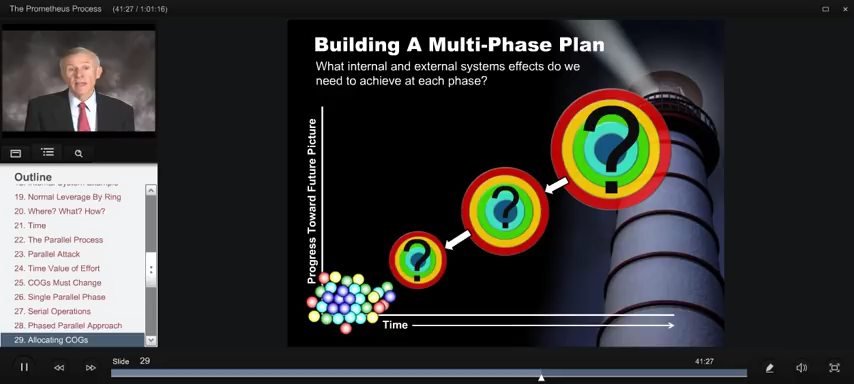 The Prometheus Process (41:27 / 1:01:16)
Building A Multi-Phase Plan
What internal and external systems effects do we
need to achieve at each phase?
Progress Toward Future Picture
?
?
?
Time
Outline
19. Normal Leverage By Ring
20. Where? What? How?
21. Time
22. The Parallel Process
23. Parallel Attack
24. Time Value of Effort
25. COGs Must Change
26. Single Parallel Phase
27. Serial Operations
28. Phased Parallel Approach
29. Allocating COGs
Slide 29
41:27